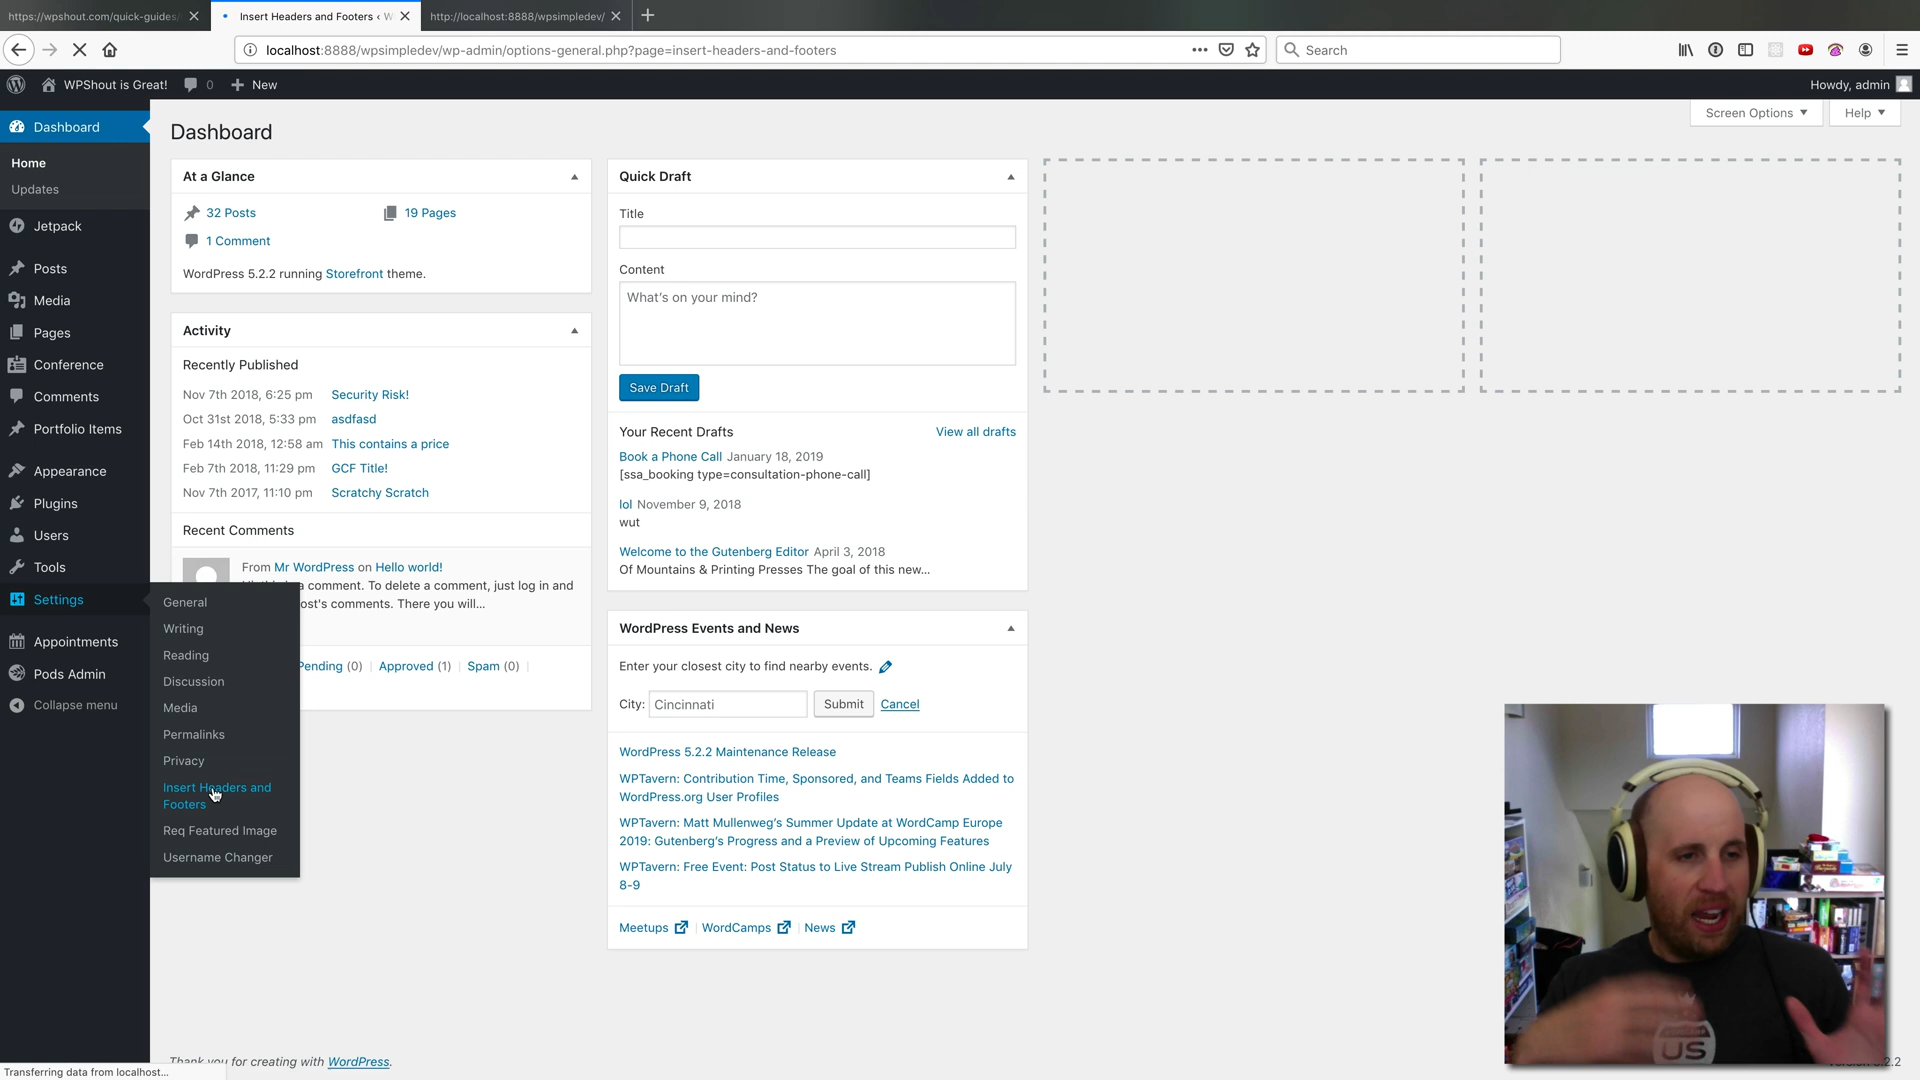 https://wpshout.com/quick-guides/
Insert Headers and Footers ‹ W
http://localhost:8888/wpsimpledev/
localhost:8888/wpsimpledev/wp-admin/options-general.php?page=insert-headers-and-footers
Search
WPShout is Great!
0
New
Howdy, admin
Dashboard
Home
Updates
Jetpack
Posts
Media
Pages
Conference
Comments
Portfolio Items
Appearance
Plugins
Users
Tools
Settings
Appointments
Pods Admin
Collapse menu
General
Writing
Reading
Discussion
Media
Permalinks
Privacy
Insert Headers and
Footers
Req Featured Image
Username Changer
Screen Options
Help
Dashboard
At a Glance
32 Posts
19 Pages
1 Comment
WordPress 5.2.2 running Storefront theme.
Activity
Recently Published
Nov 7th 2018, 6:25 pm Security Risk!
Oct 31st 2018, 5:33 pm asdfasd
Feb 14th 2018, 12:58 am This contains a price
Feb 7th 2018, 11:29 pm GCF Title!
Nov 7th 2017, 11:10 pm Scratchy Scratch
Recent Comments
From Mr WordPress on Hello world!
a comment. To delete a comment, just log in and
ost's comments. There you will...
Pending (0) | Approved (1) | Spam (0) |
Quick Draft
Title
Content
What's on your mind?
Save Draft
Your Recent Drafts
View all drafts
Book a Phone Call January 18, 2019
[ssa_booking type=consultation-phone-call]
lol November 9, 2018
wut
Welcome to the Gutenberg Editor April 3, 2018
Of Mountains & Printing Presses The goal of this new...
WordPress Events and News
Enter your closest city to find nearby events.
City: Cincinnati Submit Cancel
WordPress 5.2.2 Maintenance Release
WPTavern: Contribution Time, Sponsored, and Teams Fields Added to
WordPress.org User Profiles
WPTavern: Matt Mullenweg's Summer Update at WordCamp Europe
2019: Gutenberg's Progress and a Preview of Upcoming Features
WPTavern: Free Event: Post Status to Live Stream Publish Online July
8-9
Meetups | WordCamps | News
US
Thank you for creating with WordPress.
Transferring data from localhost...